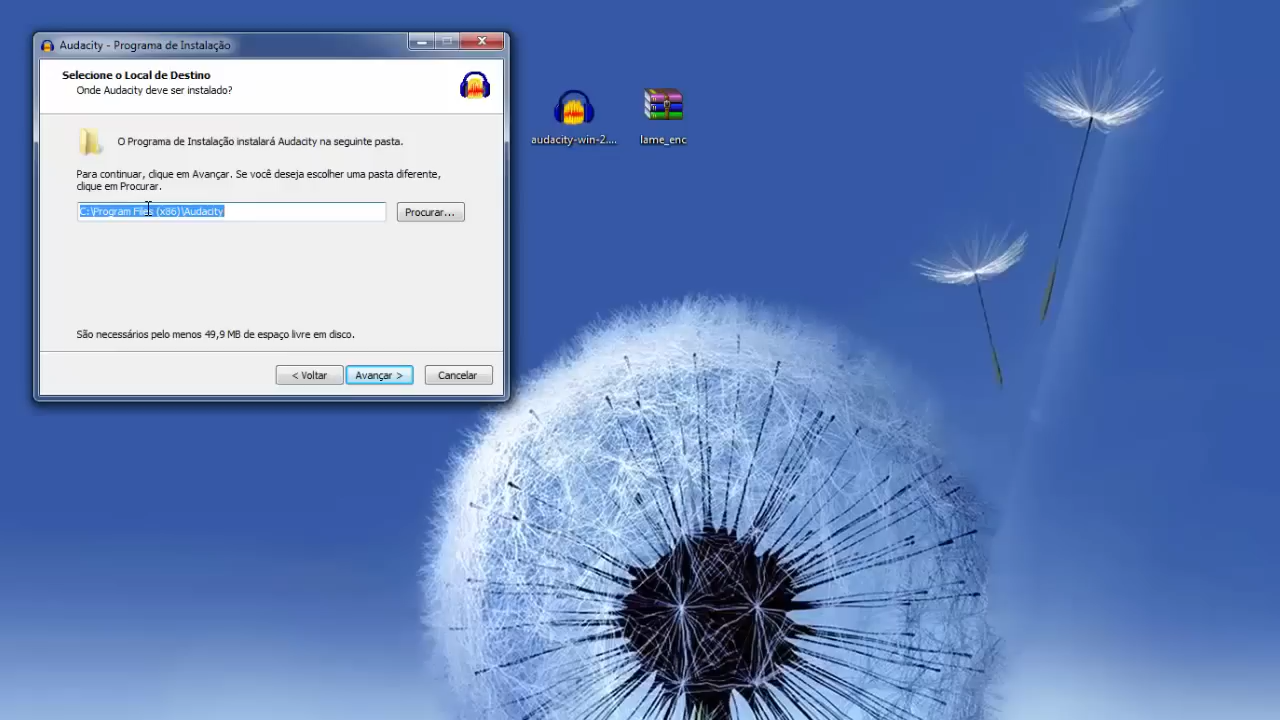 Audacity - Programa de Instalação
Selecione o Local de Destino
Onde Audacity deve ser instalado?
O Programa de Instalação instalará Audacity na seguinte pasta.
Para continuar, clique em Avançar. Se você deseja escolher uma pasta diferente,
clique em Procurar.
C:\Program Files (x86)\Audacity
Procurar...
São necessários pelo menos 49,9 MB de espaço livre em disco.
< Voltar
Avançar >
Cancelar
audacity-win-2....
lame_enc